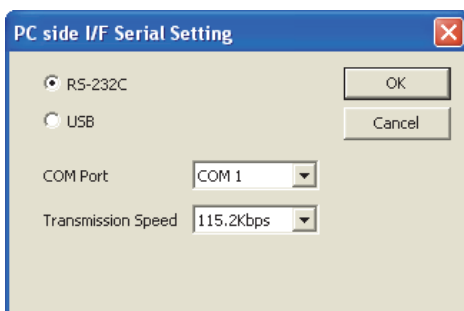 PC side I/F Serial Setting
RS-232C
OK
USB
Cancel
COM Port
COM 1
Transmission Speed
115.2Kbps